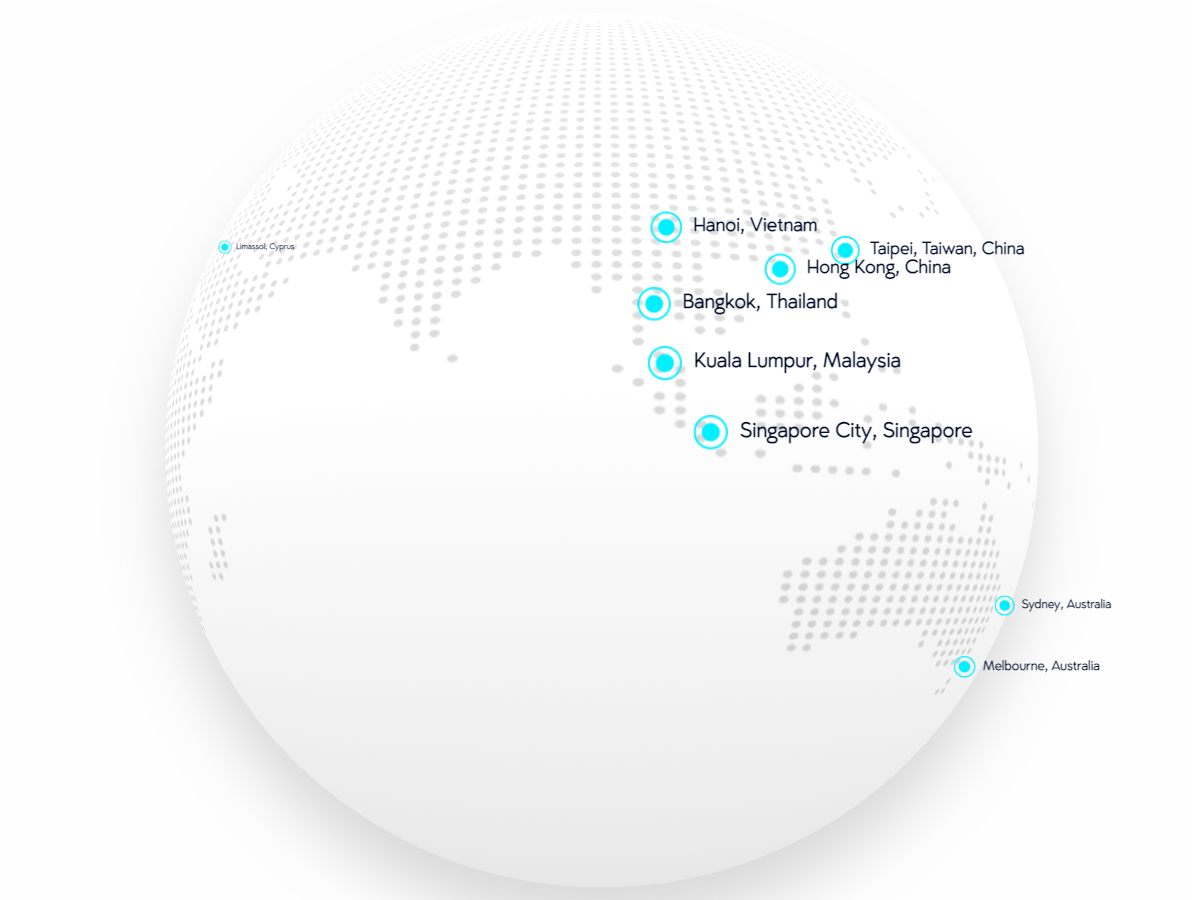 Hanoi, Vietnam
Limassol, Cyprus
Taipei, Taiwan, China
Hong Kong, China
Bangkok, Thailand
Kuala Lumpur, Malaysia
Singapore City, Singapore
Sydney, Australia
Melbourne, Australia